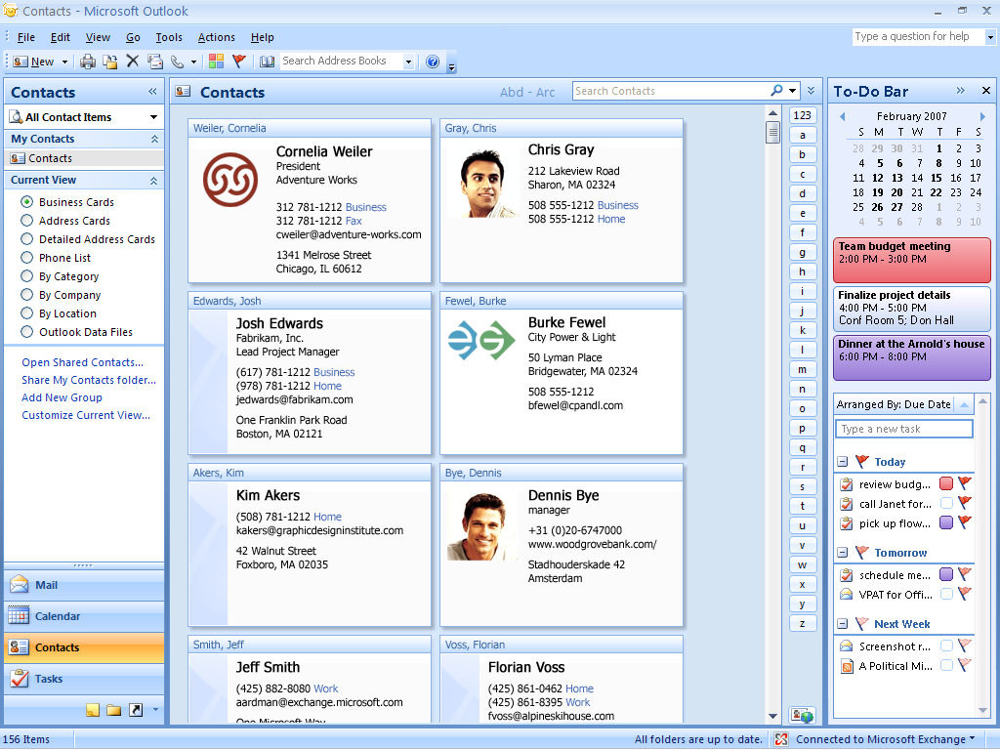 Contacts - Microsoft Outlook
File Edit View Go Tools Actions Help
Type a question for help
New
Search Address Books
Contacts
All Contact Items
My Contacts
Contacts
Current View
Business Cards
Address Cards
Detailed Address Cards
Phone List
By Category
By Company
By Location
Outlook Data Files
Open Shared Contacts...
Share My Contacts folder...
Add New Group
Customize Current View...
Mail
Calendar
Contacts
Tasks
Contacts
Abd - Arc
Search Contacts
Weiler, Cornelia
Cornelia Weiler
President
Adventure Works
312 781-1212 Business
312 781-1212 Fax
cweiler@adventure-works.com
1341 Melrose Street
Chicago, IL 60612
Gray, Chris
Chris Gray
212 Lakeview Road
Sharon, MA 02324
508 555-1212 Business
508 555-1212 Home
Edwards, Josh
Josh Edwards
Fabrikam, Inc.
Lead Project Manager
(617) 781-1212 Business
(978) 781-1212 Home
jedwards@fabrikam.com
One Franklin Park Road
Boston, MA 02121
Fewel, Burke
Burke Fewel
City Power & Light
50 Lyman Place
Bridgewater, MA 02324
508 555-1212
bfewel@cpandl.com
Akers, Kim
Kim Akers
(508) 781-1212 Home
kakers@graphicdesigninstitute.com
42 Walnut Street
Foxboro, MA 02035
Bye, Dennis
Dennis Bye
manager
+31 (0)20-6747000
www.woodgrovebank.com/
Stadhouderskade 42
Amsterdam
Smith, Jeff
Jeff Smith
(425) 882-8080 Work
aardman@exchange.microsoft.com
One Microsoft Way
Voss, Florian
Florian Voss
(425) 861-0462 Home
(425) 861-8395 Work
fvoss@alpineskihouse.com
123
a
b
c
d
e
f
g
h
i
j
k
l
m
n
o
p
q
r
s
t
u
v
w
x
y
z
To-Do Bar
February 2007
S M T W T F S
28 29 30 31 1 2 3
4 5 6 7 8 9 10
11 12 13 14 15 16 17
18 19 20 21 22 23 24
25 26 27 28 1 2 3
4 5 6 7 8 9 10
Team budget meeting
2:00 PM - 3:00 PM
Finalize project details
4:00 PM - 5:00 PM
Conf Room 5; Don Hall
Dinner at the Arnold's house
6:00 PM - 8:00 PM
Arranged By: Due Date
Type a new task
Today
review budg...
call Janet for...
pick up flow...
Tomorrow
schedule me...
VPAT for Offi...
Next Week
Screenshot r...
A Political Mi...
156 Items
All folders are up to date.
Connected to Microsoft Exchange